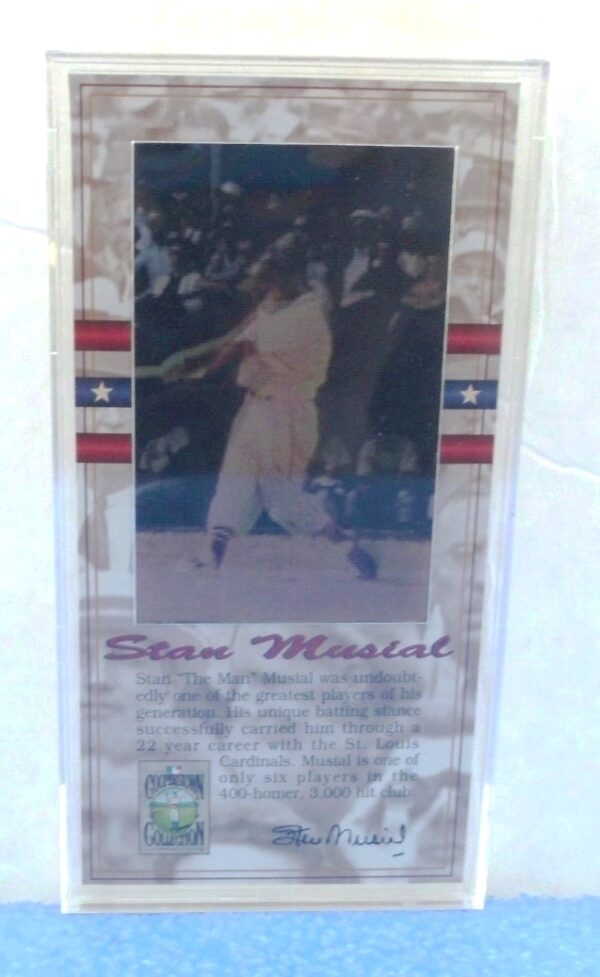 Stan Musial
Stan "The Man" Musial was undoubt-
edly one of the greatest players of his
generation. His unique batting stance
successfully carried him through a
22 year career with the St. Louis
Cardinals. Musial is one of
only six players in the
400-homer, 3,000 hit club.
COOPERSTOWN
COLLECTION
Stan Musial